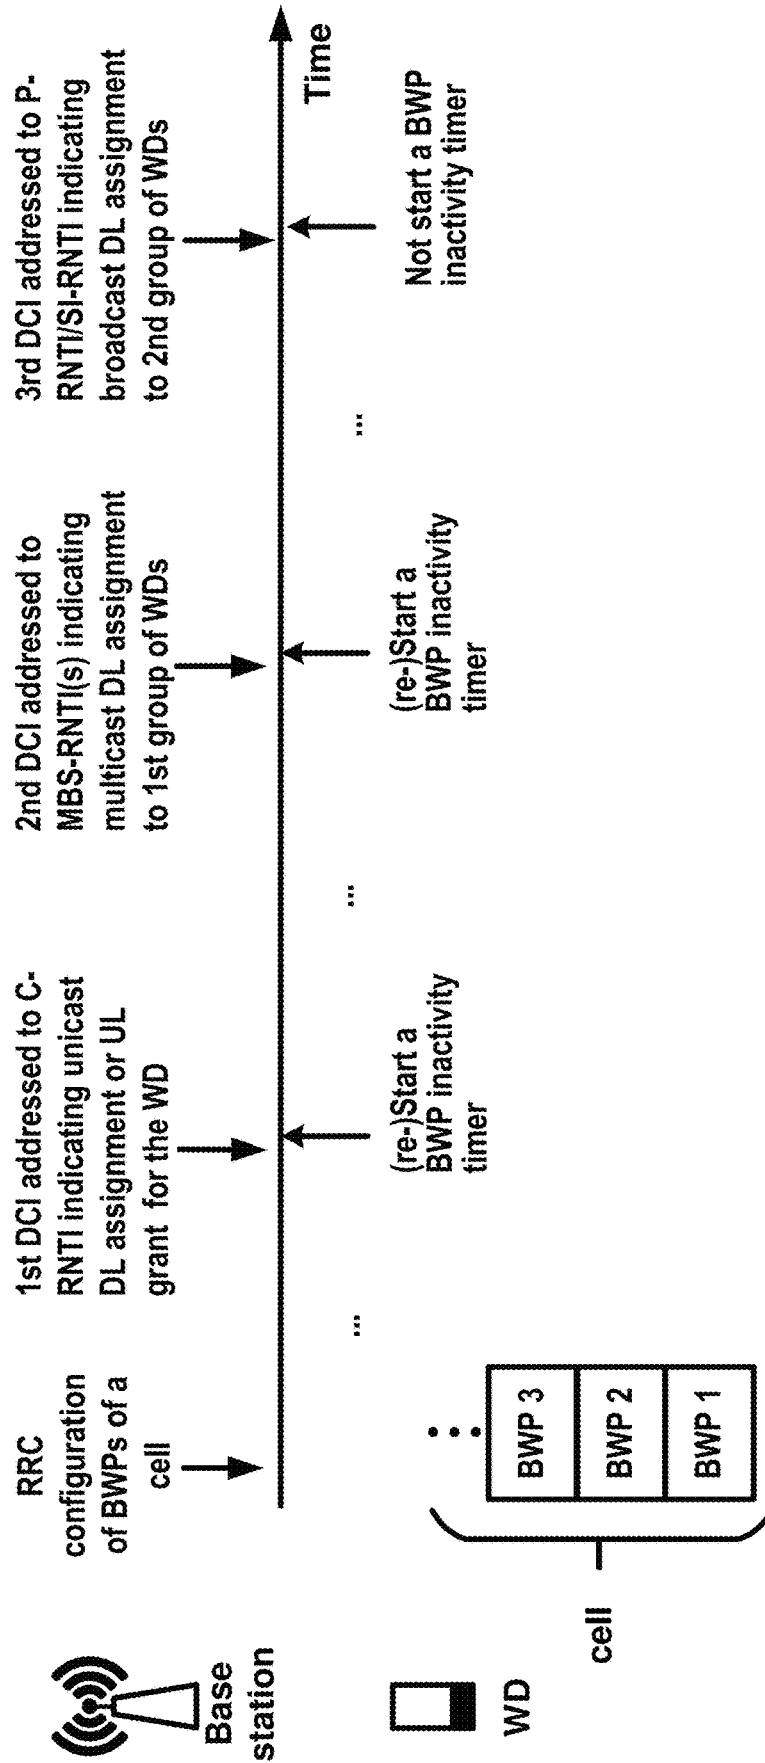 Base
station
WD
cell
RRC
configuration
of BWPs of a
cell
BWP 3
BWP 2
BWP 1
...
1st DCI addressed to C-
RNTI indicating unicast
DL assignment or UL
grant for the WD
(re-)Start a
BWP inactivity
timer
...
2nd DCI addressed to
MBS-RNTI(s) indicating
multicast DL assignment
to 1st group of WDs
(re-)Start a
BWP inactivity
timer
...
3rd DCI addressed to P-
RNTI/SI-RNTI indicating
broadcast DL assignment
to 2nd group of WDs
Not start a BWP
inactivity timer
Time